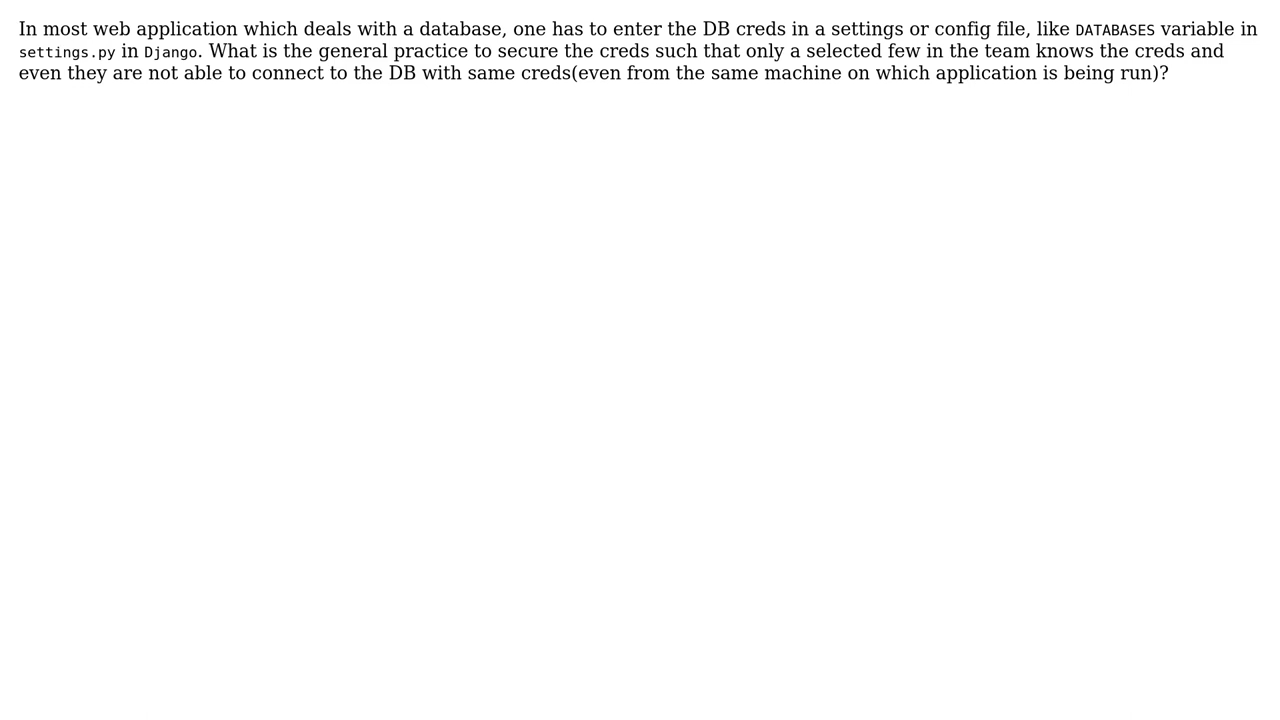 In most web application which deals with a database, one has to enter the DB creds in a settings or config file, like DATABASES variable in
settings.py in Django. What is the general practice to secure the creds such that only a selected few in the team knows the creds and
even they are not able to connect to the DB with same creds(even from the same machine on which application is being run)?